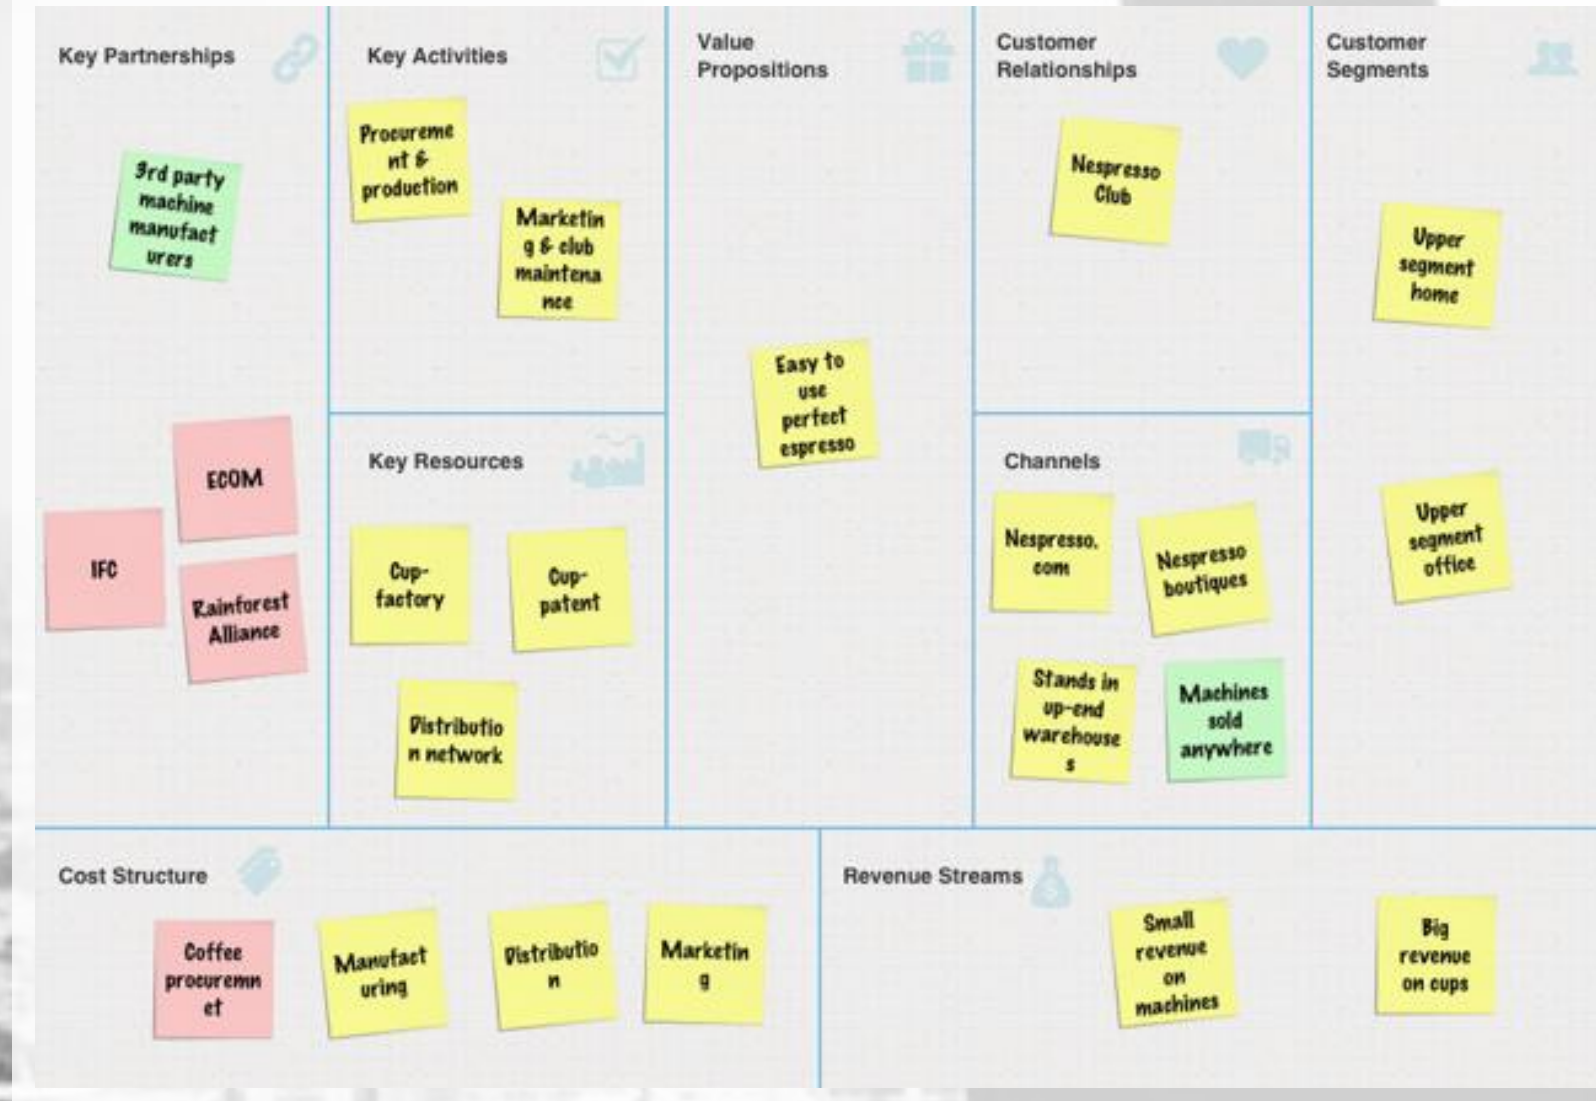 Key Partnerships
3rd party
machine
manufact
urers
ECOM
IFC
Rainforest
Alliance
Key Activities
Procureme
nt &
production
Marketin
g & club
maintena
nce
Key Resources
Cup-
factory
Cup-
patent
Distributio
n network
Value
Propositions
Easy to
use
perfect
espresso
Customer
Relationships
Nespresso
Club
Channels
Nespresso.
com
Nespresso
boutiques
Stands in
up-end
warehouse
s
Machines
sold
anywhere
Customer
Segments
Upper
segment
home
Upper
segment
office
Cost Structure
Coffee
procuremn
et
Manufact
uring
Distributio
n
Marketin
g
Revenue Streams
$
Small
revenue
on
machines
Big
revenue
on cups